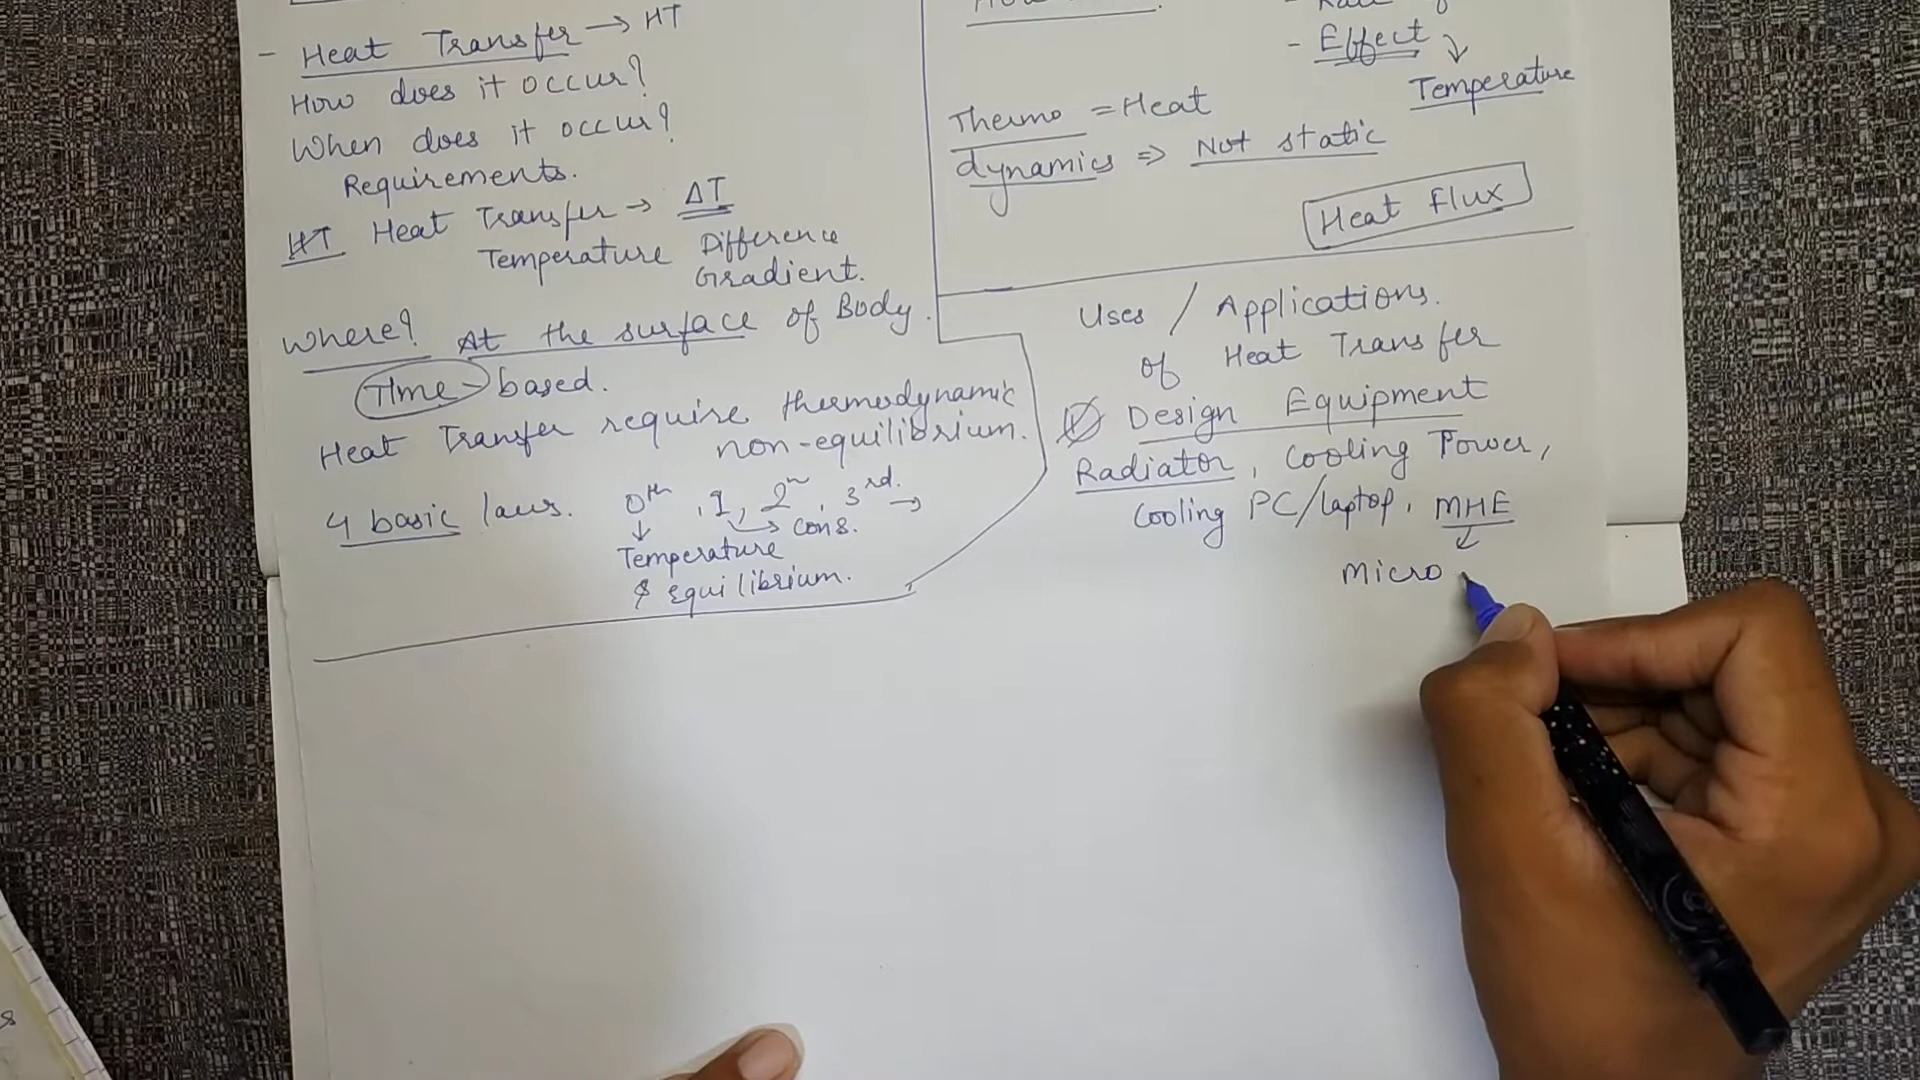 - Heat Transfer → HT
How does it occur?
When does it occur?
Requirements.
HT Heat Transfer → ΔT
Temperature Difference
Gradient.
Where? At the surface of Body.
Time - based.
Heat Transfer require thermodynamic
non-equilibrium.
4 basic laws. 0th, 1, 2n, 3rd. →
↓ → Cons.
Temperature
& equilibrium.
- Effect ↓
Temperature
Thermo = Heat
dynamics ⇒ Not static
Heat Flux
Uses / Applications.
of Heat Transfer
Design Equipment
Radiator, Cooling Power,
Cooling PC/laptop, MHE
↓
Micro